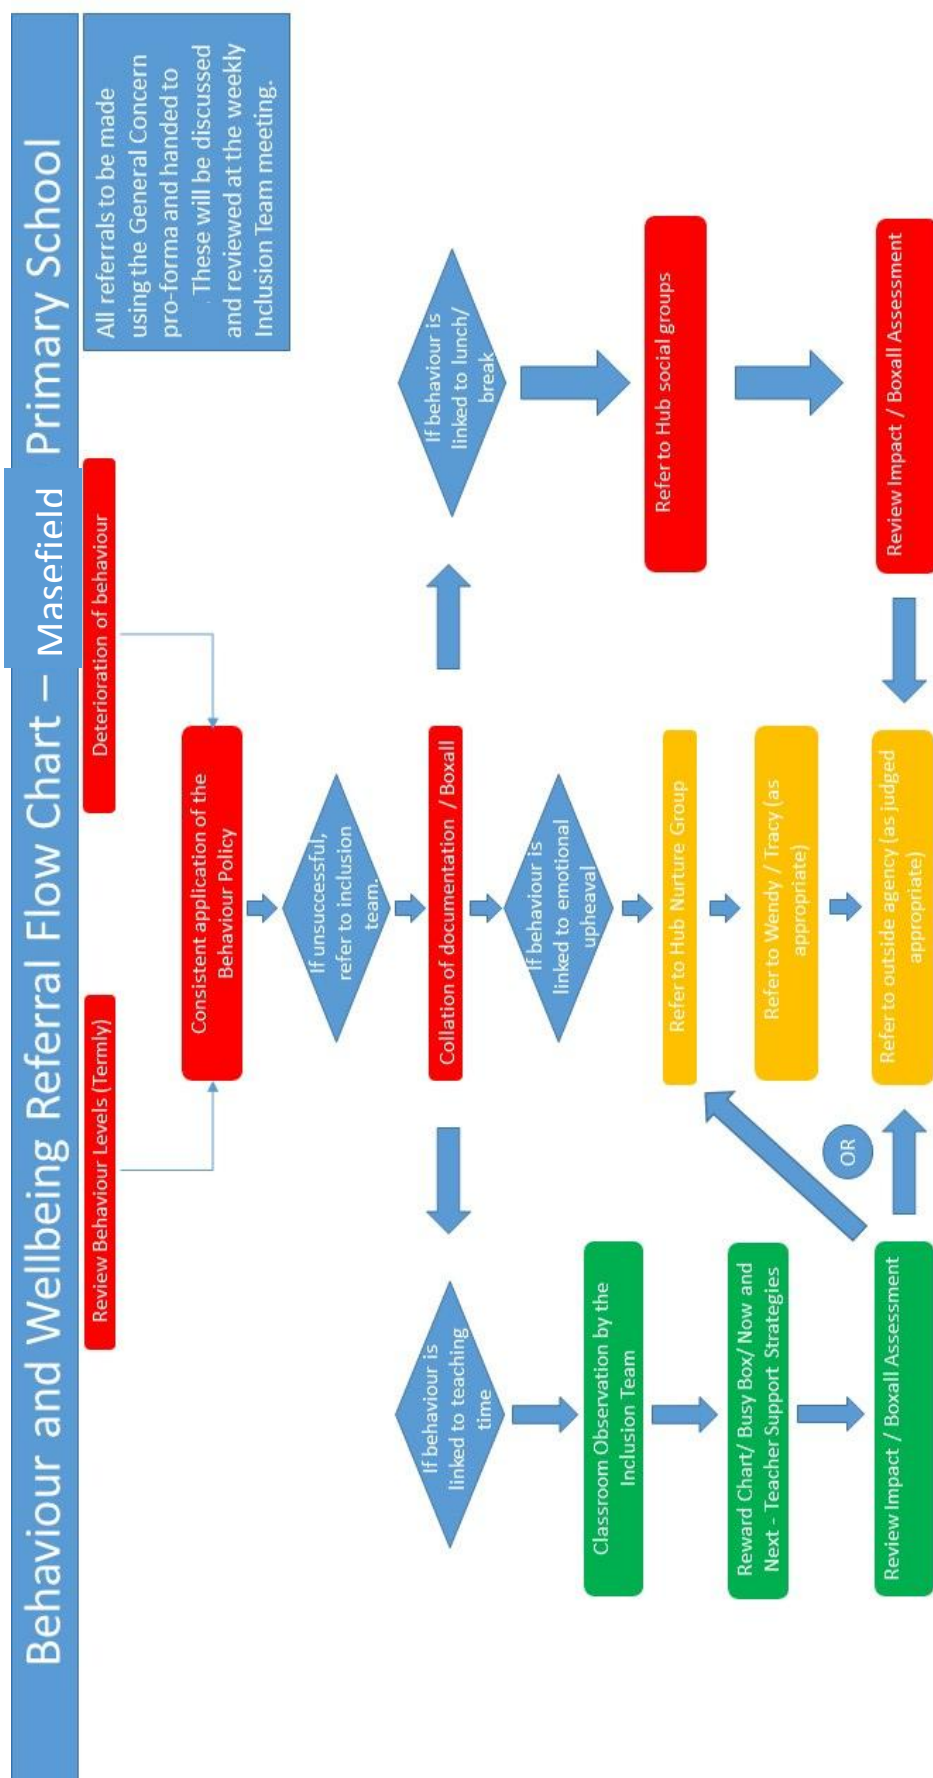 Behaviour and Wellbeing Referral Flow Chart – Masefield Primary School
All referrals to be made
using the General Concern
pro-forma and handed to
. These will be discussed
and reviewed at the weekly
Inclusion Team meeting.
Review Behaviour Levels (Termly)
Deterioration of behaviour
Consistent application of the
Behaviour Policy
If unsuccessful,
refer to inclusion
team.
Collation of documentation / Boxall
If behaviour is
linked to teaching
time
If behaviour is
linked to emotional
upheaval
If behaviour is
linked to lunch/
break
Classroom Observation by the
Inclusion Team
Reward Chart/ Busy Box/ Now and
Next - Teacher Support Strategies
Review Impact / Boxall Assessment
OR
Refer to Hub Nurture Group
Refer to Wendy / Tracy (as
appropriate)
Refer to outside agency (as judged
appropriate)
Refer to Hub social groups
Review Impact / Boxall Assessment